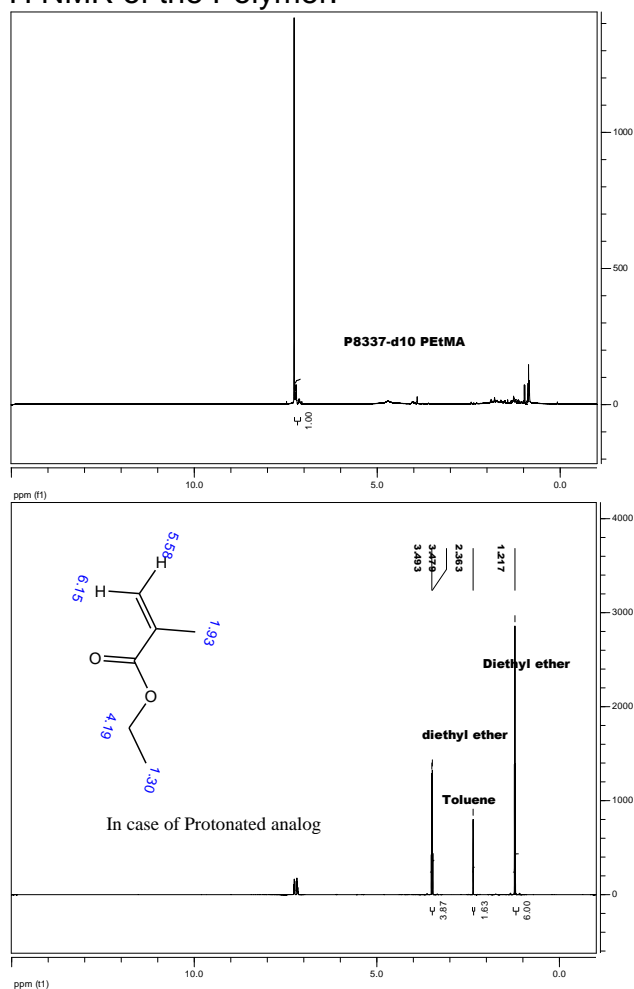 H NMR of the Polymer:
1000
500
0
P8337-d10 PEtMA
1.00
10.0 5.0 0.0
ppm (f1)
4000
3000
2000
1000
0
3.493
3.479
2.363
1.217
5.58
H
6.15
H
1.93
O
O
4.19
1.30
Diethyl ether
diethyl ether
Toluene
In case of Protonated analog
3.87
1.63
6.00
10.0 5.0 0.0
ppm (t1)